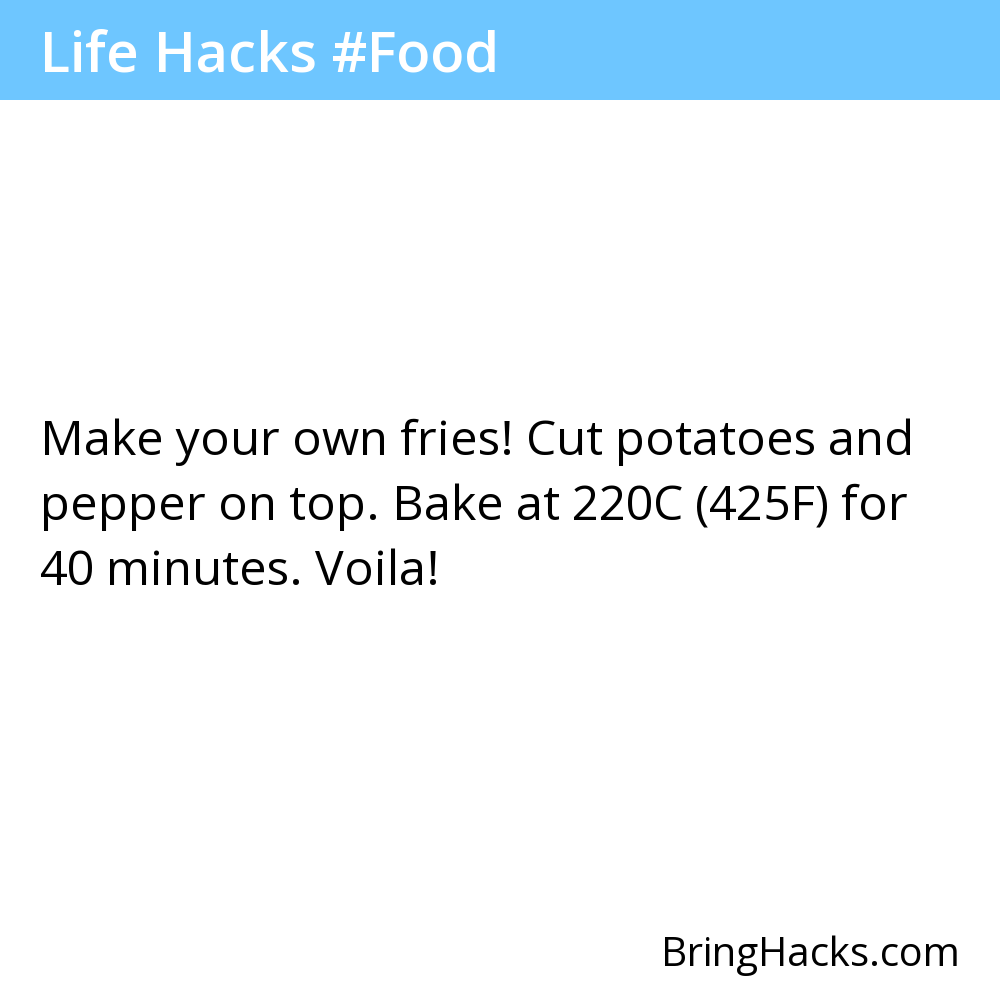 Life Hacks #Food
Make your own fries! Cut potatoes and
pepper on top. Bake at 220C (425F) for
40 minutes. Voila!
BringHacks.com